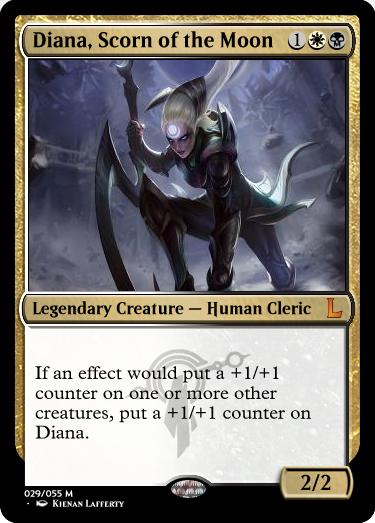 Diana, Scorn of the Moon 1
Legendary Creature — Human Cleric L
If an effect would put a +1/+1
counter on one or more other
creatures, put a +1/+1 counter on
Diana.
2/2
029/055 M
· Kienan Lafferty